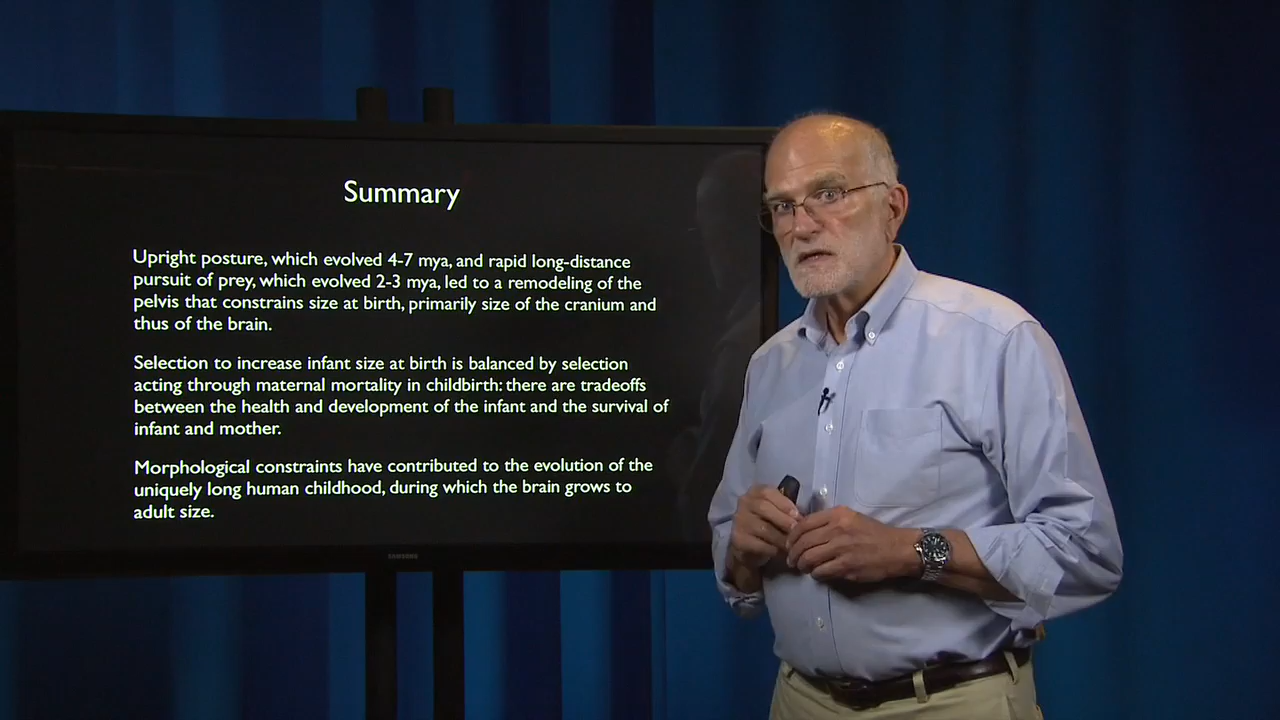 Summary
Upright posture, which evolved 4-7 mya, and rapid long-distance
pursuit of prey, which evolved 2-3 mya, led to a remodeling of the
pelvis that constrains size at birth, primarily size of the cranium and
thus of the brain.
Selection to increase infant size at birth is balanced by selection
acting through maternal mortality in childbirth: there are tradeoffs
between the health and development of the infant and the survival of
infant and mother.
Morphological constraints have contributed to the evolution of the
uniquely long human childhood, during which the brain grows to
adult size.
SAMSUNG